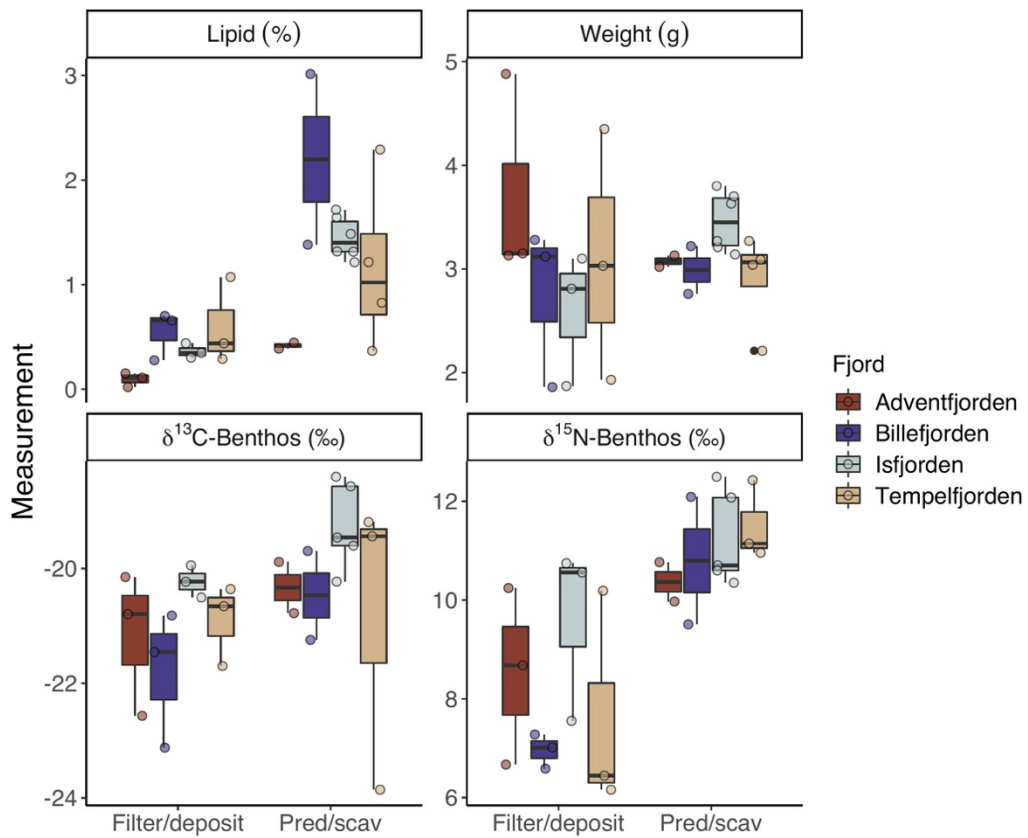 Lipid (%)
Weight (g)
3
2
1
0
5
4
3
2
Measurement
δ¹³C-Benthos (‰)
δ¹⁵N-Benthos (‰)
-20
-22
-24
12
10
8
6
Filter/deposit
Pred/scav
Filter/deposit
Pred/scav
Fjord
Adventfjorden
Billefjorden
Isfjorden
Tempelfjorden